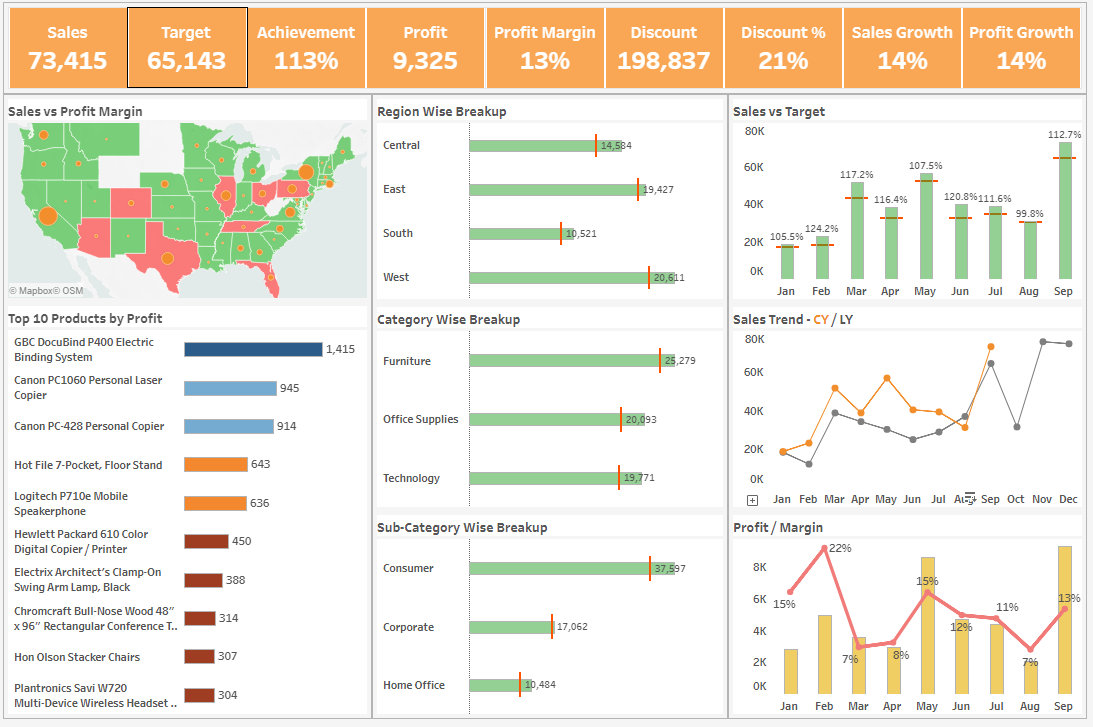 Sales
73,415
Target
65,143
Achievement
113%
Profit
9,325
Profit Margin
13%
Discount
198,837
Discount %
21%
Sales Growth
14%
Profit Growth
14%
Sales vs Profit Margin
© Mapbox © OSM
Top 10 Products by Profit
GBC DocuBind P400 Electric
Binding System
1,415
Canon PC1060 Personal Laser
Copier
945
Canon PC-428 Personal Copier
914
Hot File 7-Pocket, Floor Stand
643
Logitech P710e Mobile
Speakerphone
636
Hewlett Packard 610 Color
Digital Copier / Printer
450
Electrix Architect's Clamp-On
Swing Arm Lamp, Black
388
Chromcraft Bull-Nose Wood 48"
x 96" Rectangular Conference T..
314
Hon Olson Stacker Chairs
307
Plantronics Savi W720
Multi-Device Wireless Headset ..
304
Region Wise Breakup
Central
14,584
East
19,427
South
10,521
West
20,611
Category Wise Breakup
Furniture
25,279
Office Supplies
20,093
Technology
19,771
Sub-Category Wise Breakup
Consumer
37,597
Corporate
17,062
Home Office
10,484
Sales vs Target
80K
60K
40K
20K
0K
105.5%
124.2%
117.2%
116.4%
107.5%
120.8%
111.6%
99.8%
112.7%
Jan Feb Mar Apr May Jun Jul Aug Sep
Sales Trend - CY / LY
80K
60K
40K
20K
0K
Jan Feb Mar Apr May Jun Jul Aug Sep Oct Nov Dec
Profit / Margin
8K
6K
4K
2K
0K
15%
22%
7%
8%
15%
12%
11%
7%
13%
Jan Feb Mar Apr May Jun Jul Aug Sep